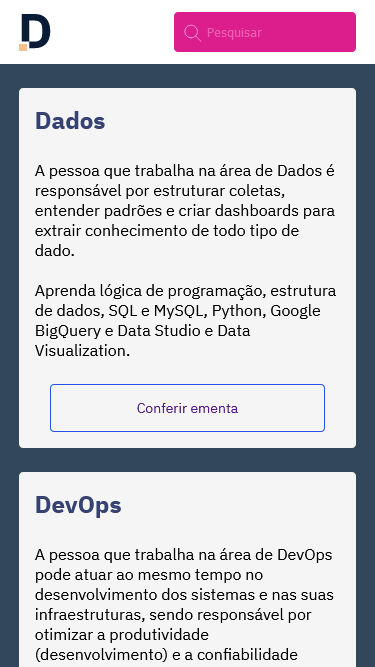 D
Pesquisar
Dados
A pessoa que trabalha na área de Dados é
responsável por estruturar coletas,
entender padrões e criar dashboards para
extrair conhecimento de todo tipo de
dado.
Aprenda lógica de programação, estrutura
de dados, SQL e MySQL, Python, Google
BigQuery e Data Studio e Data
Visualization.
Conferir ementa
DevOps
A pessoa que trabalha na área de DevOps
pode atuar ao mesmo tempo no
desenvolvimento dos sistemas e nas suas
infraestruturas, sendo responsável por
otimizar a produtividade
(desenvolvimento) e a confiabilidade